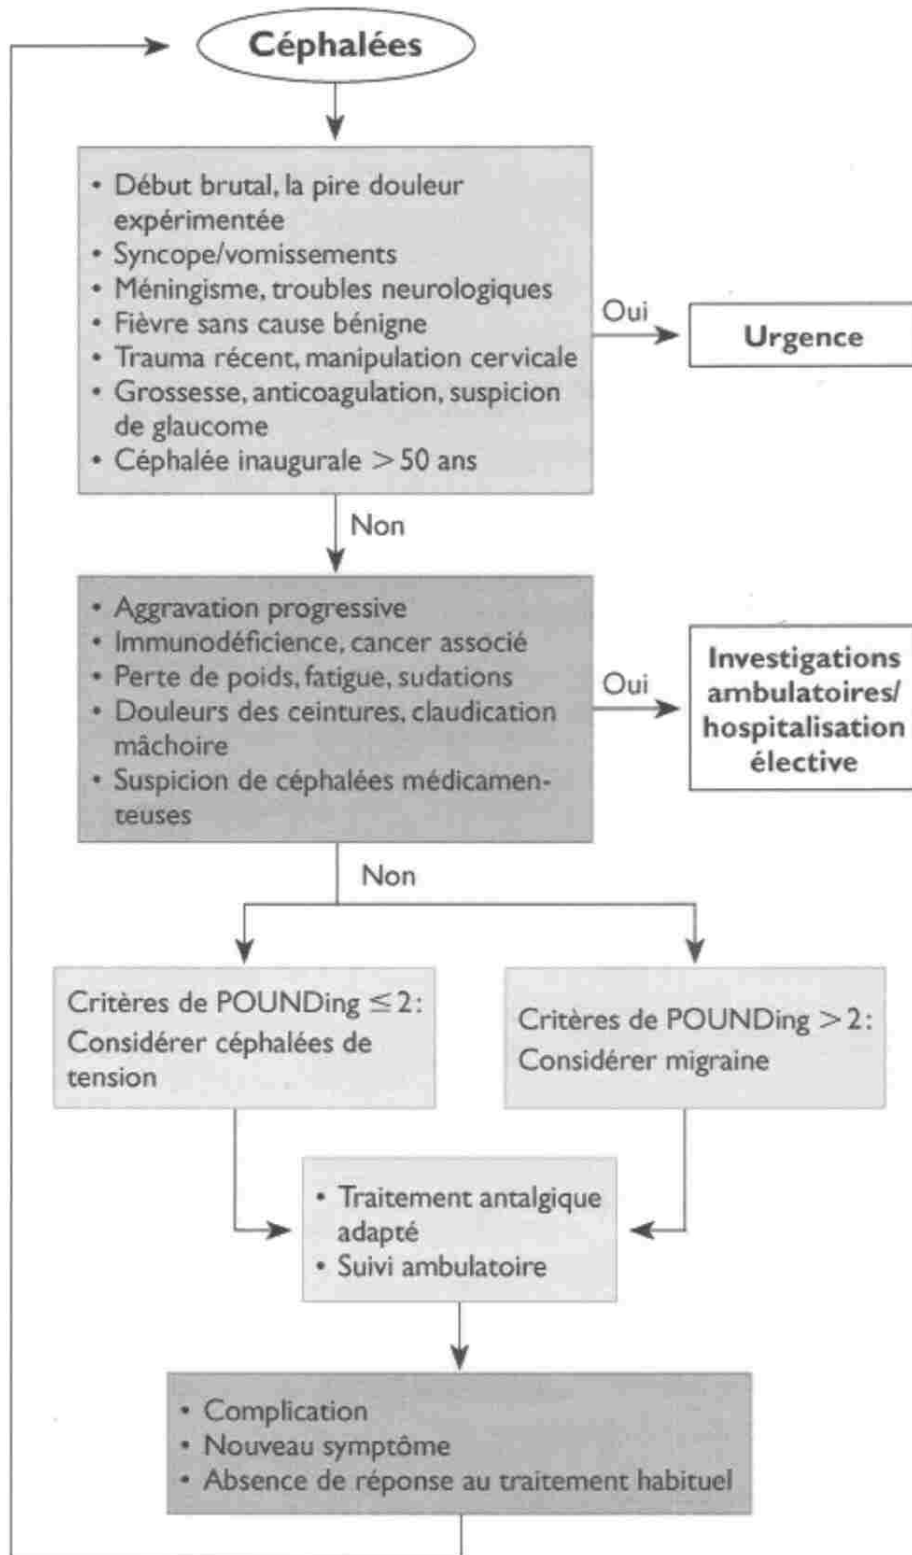 Céphalées
• Début brutal, la pire douleur
expérimentée
• Syncope/vomissements
• Méningisme, troubles neurologiques
• Fièvre sans cause bénigne
• Trauma récent, manipulation cervicale
• Grossesse, anticoagulation, suspicion
de glaucome
• Céphalée inaugurale > 50 ans
Oui
Urgence
Non
• Aggravation progressive
• Immunodéficience, cancer associé
• Perte de poids, fatigue, sudations
• Douleurs des ceintures, claudication
mâchoire
• Suspicion de céphalées médicamen-
teuses
Oui
Investigations
ambulatoires/
hospitalisation
élective
Non
Critères de POUNDing ≤ 2:
Considérer céphalées de
tension
Critères de POUNDing > 2:
Considérer migraine
• Traitement antalgique
adapté
• Suivi ambulatoire
• Complication
• Nouveau symptôme
• Absence de réponse au traitement habituel